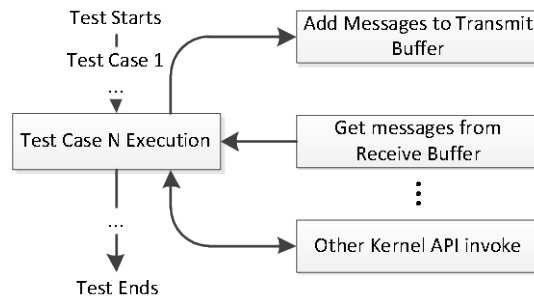 Test Starts
Test Case 1
...
Test Case N Execution
...
Test Ends
Add Messages to Transmit
Buffer
Get messages from
Receive Buffer
Other Kernel API invoke